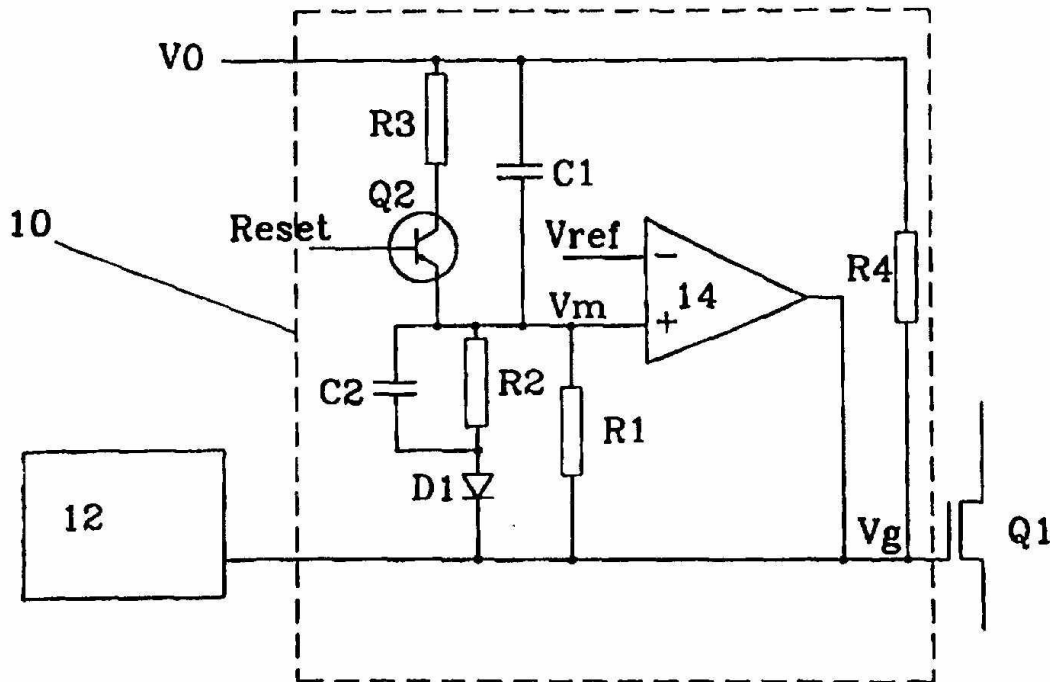 V0
R3
C1
Q2
10
Reset
Vref
−
14
R4
Vm
+
C2
R2
R1
D1
12
Vg
Q1